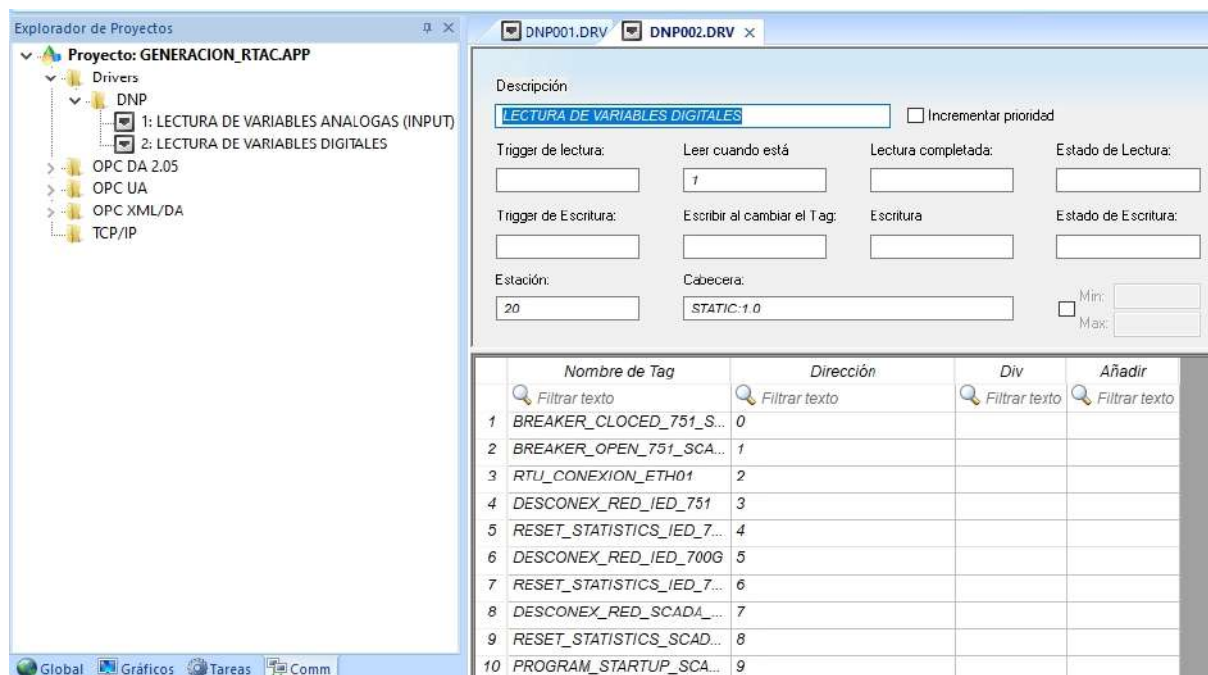 Explorador de Proyectos
Proyecto: GENERACION_RTAC.APP
Drivers
DNP
1: LECTURA DE VARIABLES ANALOGAS (INPUT)
2: LECTURA DE VARIABLES DIGITALES
OPC DA 2.05
OPC UA
OPC XML/DA
TCP/IP
Global Gráficos Tareas Comm
DNP001.DRV DNP002.DRV
Descripción
LECTURA DE VARIABLES DIGITALES Incrementar prioridad
Trigger de lectura: Leer cuando está Lectura completada: Estado de Lectura:
1
Trigger de Escritura: Escribir al cambiar el Tag: Escritura Estado de Escritura:
Estación: Cabecera:
20 STATIC:1.0
Min:
Max:
Nombre de Tag Dirección Div Añadir
Filtrar texto Filtrar texto Filtrar texto Filtrar texto
1 BREAKER_CLOCED_751_S... 0
2 BREAKER_OPEN_751_SCA... 1
3 RTU_CONEXION_ETH01 2
4 DESCONEX_RED_IED_751 3
5 RESET_STATISTICS_IED_7... 4
6 DESCONEX_RED_IED_700G 5
7 RESET_STATISTICS_IED_7... 6
8 DESCONEX_RED_SCADA_... 7
9 RESET_STATISTICS_SCAD... 8
10 PROGRAM_STARTUP_SCA... 9